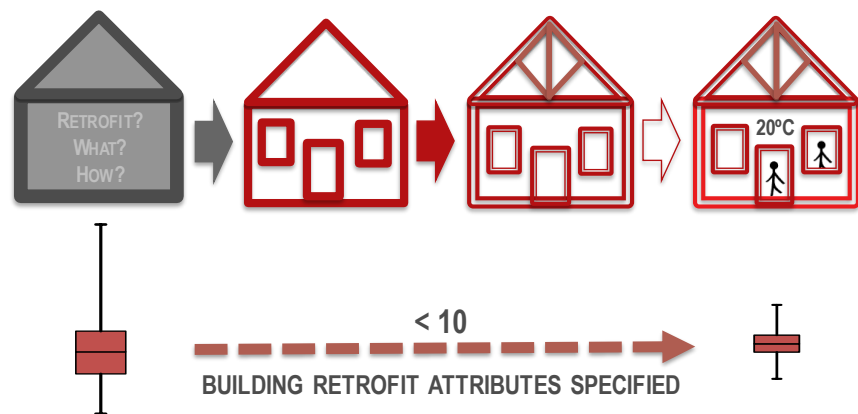 RETROFIT?
WHAT?
HOW?
20ºC
< 10
BUILDING RETROFIT ATTRIBUTES SPECIFIED